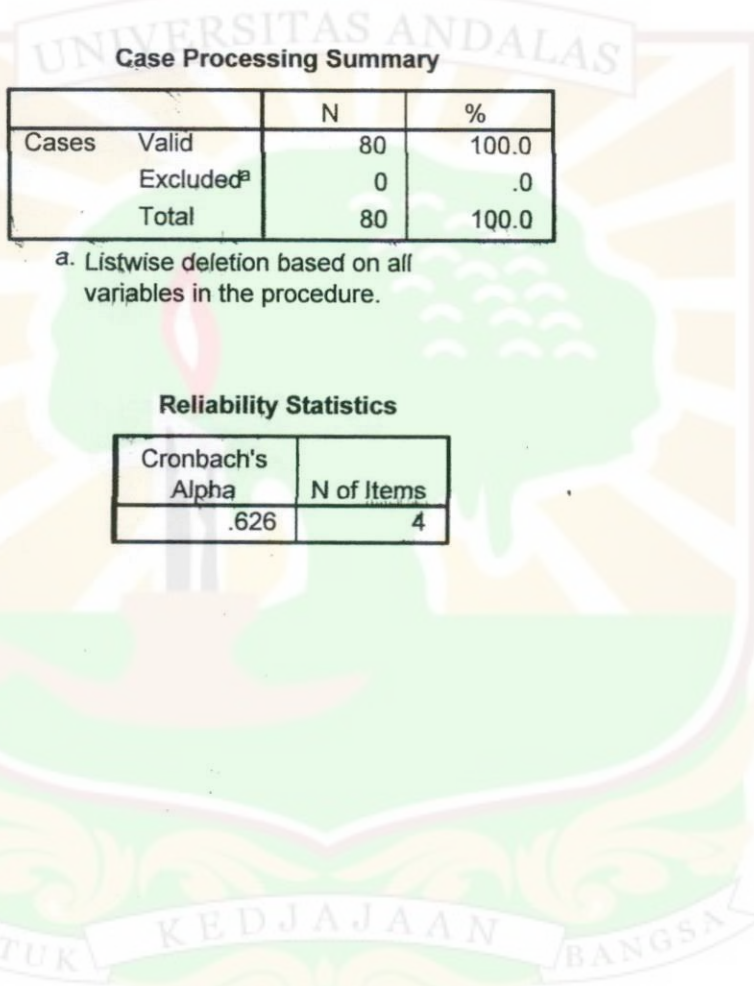 UNIVERSITAS ANDALAS
Case Processing Summary
N %
Cases Valid 80 100.0
Excludedᵃ 0 .0
Total 80 100.0
a. Listwise deletion based on all
variables in the procedure.
Reliability Statistics
Cronbach's
Alpha N of Items
.626 4
TUK KEDJAJAAN BANGSA